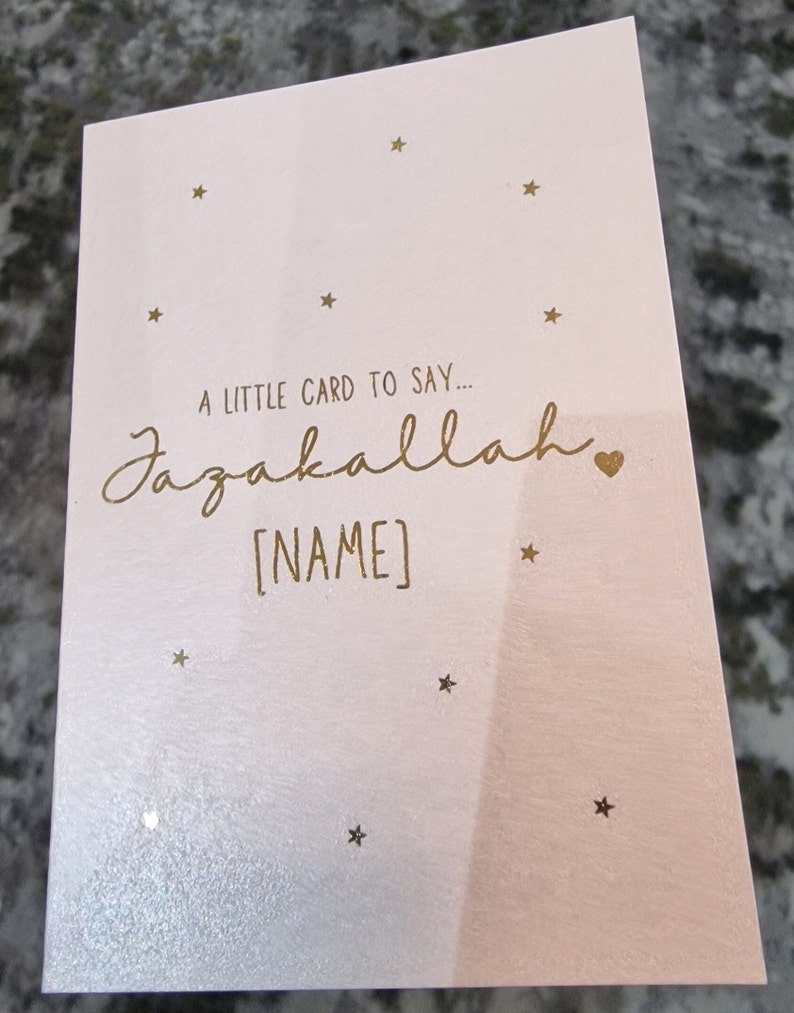 A LITTLE CARD TO SAY...
Jazakallah
[NAME]